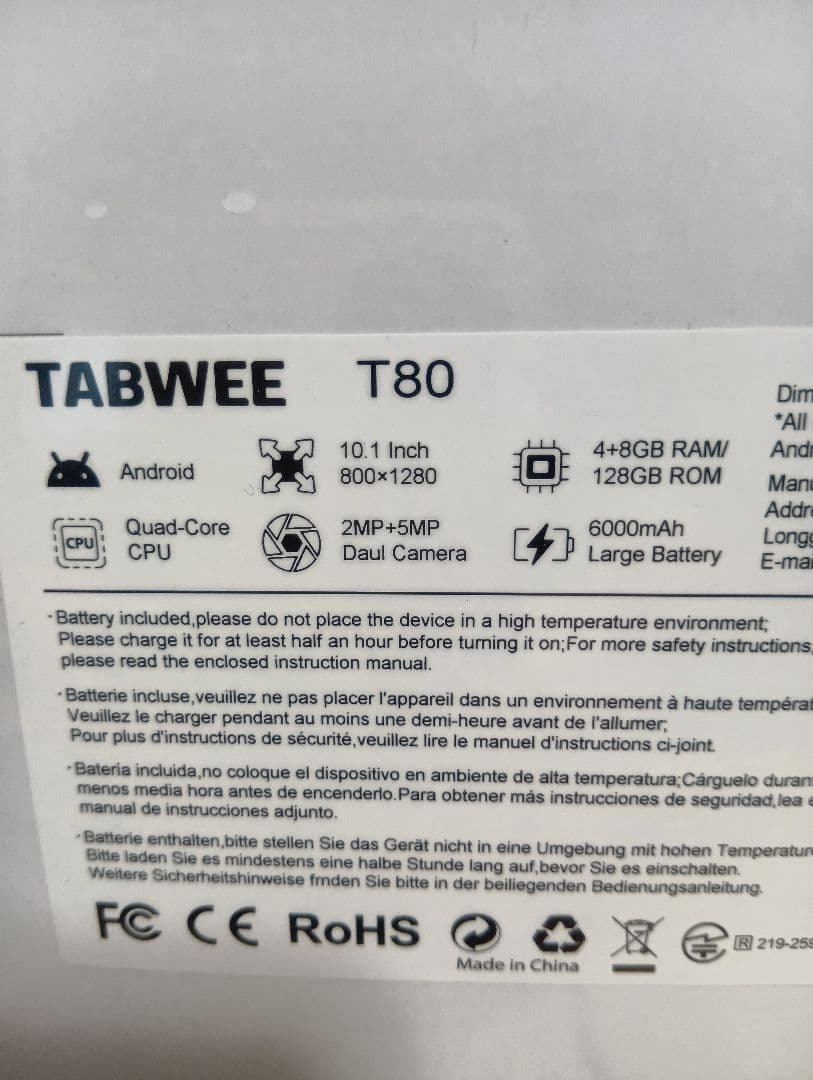 TABWEE T80
Android
10.1 Inch
800×1280
4+8GB RAM/
128GB ROM
CPU
Quad-Core
CPU
2MP+5MP
Daul Camera
6000mAh
Large Battery
Dim
*All
Andr
Manu
Addre
Longg
E-mai
·Battery included,please do not place the device in a high temperature environment;
Please charge it for at least half an hour before turning it on;For more safety instructions,
please read the enclosed instruction manual.
·Batterie incluse,veuillez ne pas placer l'appareil dans un environnement à haute températ
Veuillez le charger pendant au moins une demi-heure avant de l'allumer;
Pour plus d'instructions de sécurité,veuillez lire le manuel d'instructions ci-joint.
·Bateria incluida,no coloque el dispositivo en ambiente de alta temperatura;Cárguelo duran
menos media hora antes de encenderlo.Para obtener más instrucciones de seguridad,lea e
manual de instrucciones adjunto.
·Batterie enthalten,bitte stellen Sie das Gerät nicht in eine Umgebung mit hohen Temperatur
Bitte laden Sie es mindestens eine halbe Stunde lang auf,bevor Sie es einschalten.
Weitere Sicherheitshinweise frnden Sie bitte in der beiliegenden Bedienungsanleitung.
FC CE RoHS
R 219-259
Made in China